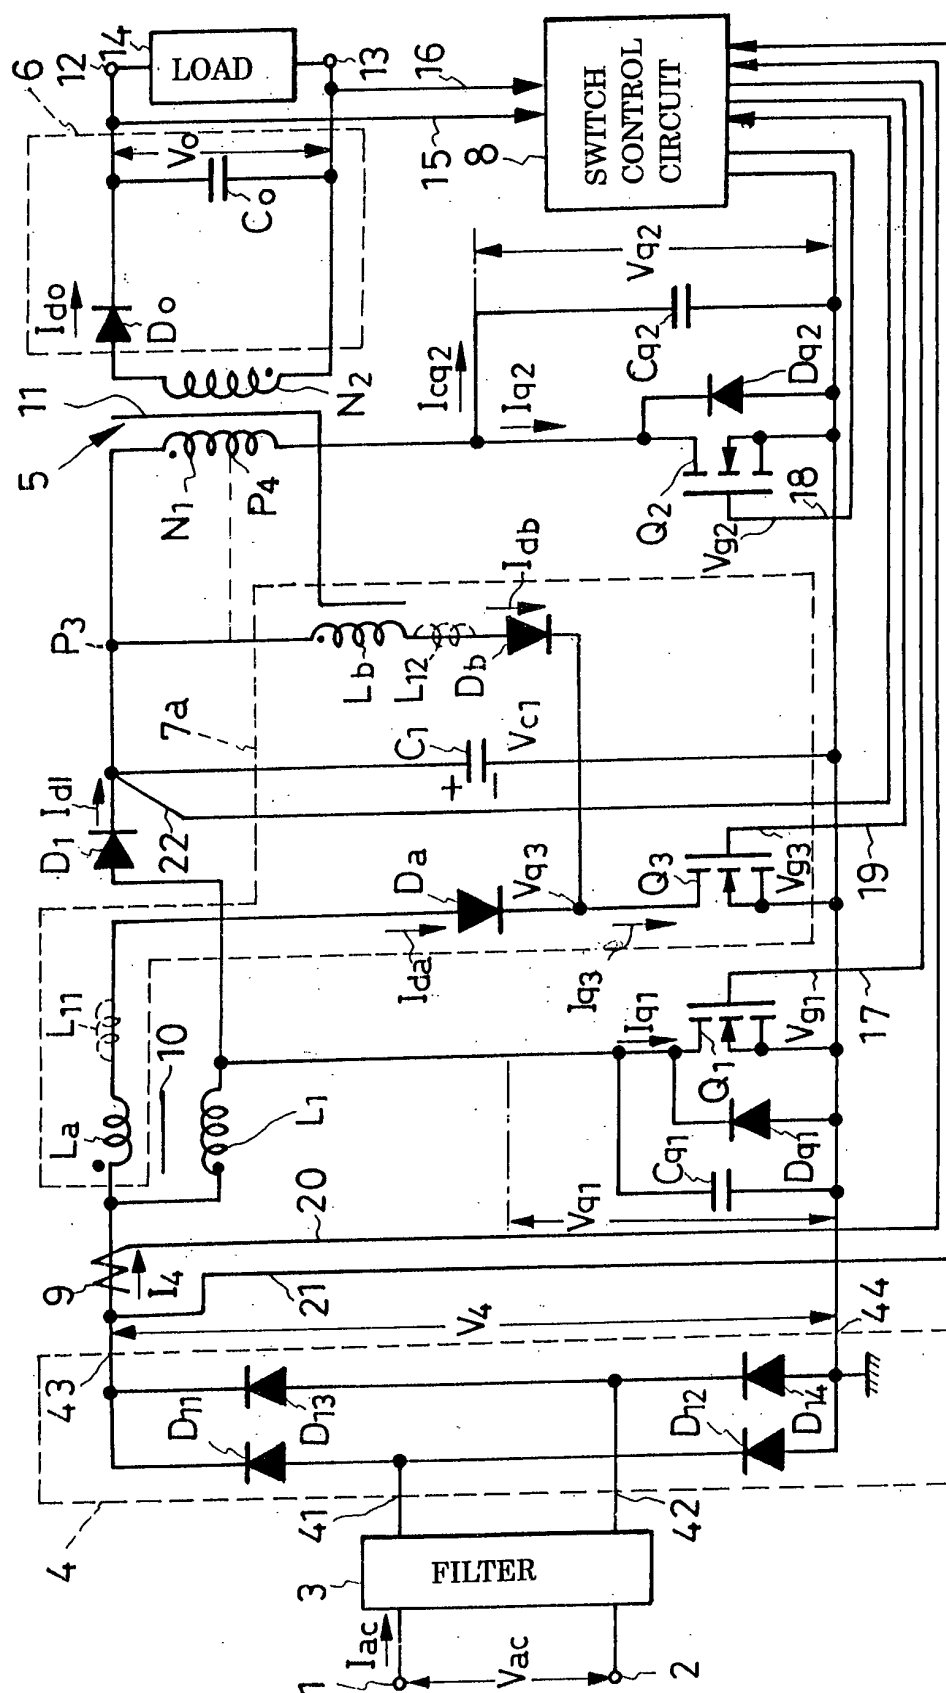 1
2
Iac
Vac
3
FILTER
41
42
4
D11
D13
D12
D14
43
44
V4
9
I4
21
20
La
L11
10
L1
Vq1
Cq1
Dq1
Iq1
Q1
Vg1
17
D1
Id1
22
7a
Da
Ida
Vq3
Iq3
Q3
Vg3
19
C1
+
−
Vc1
P3
Lb
L12
Db
Idb
5
11
N1
P4
N2
Icq2
Iq2
Q2
Vg2
18
Cq2
Dq2
Vq2
Ido
Do
Co
Vo
6
12
14
LOAD
13
16
15
8
SWITCH
CONTROL
CIRCUIT